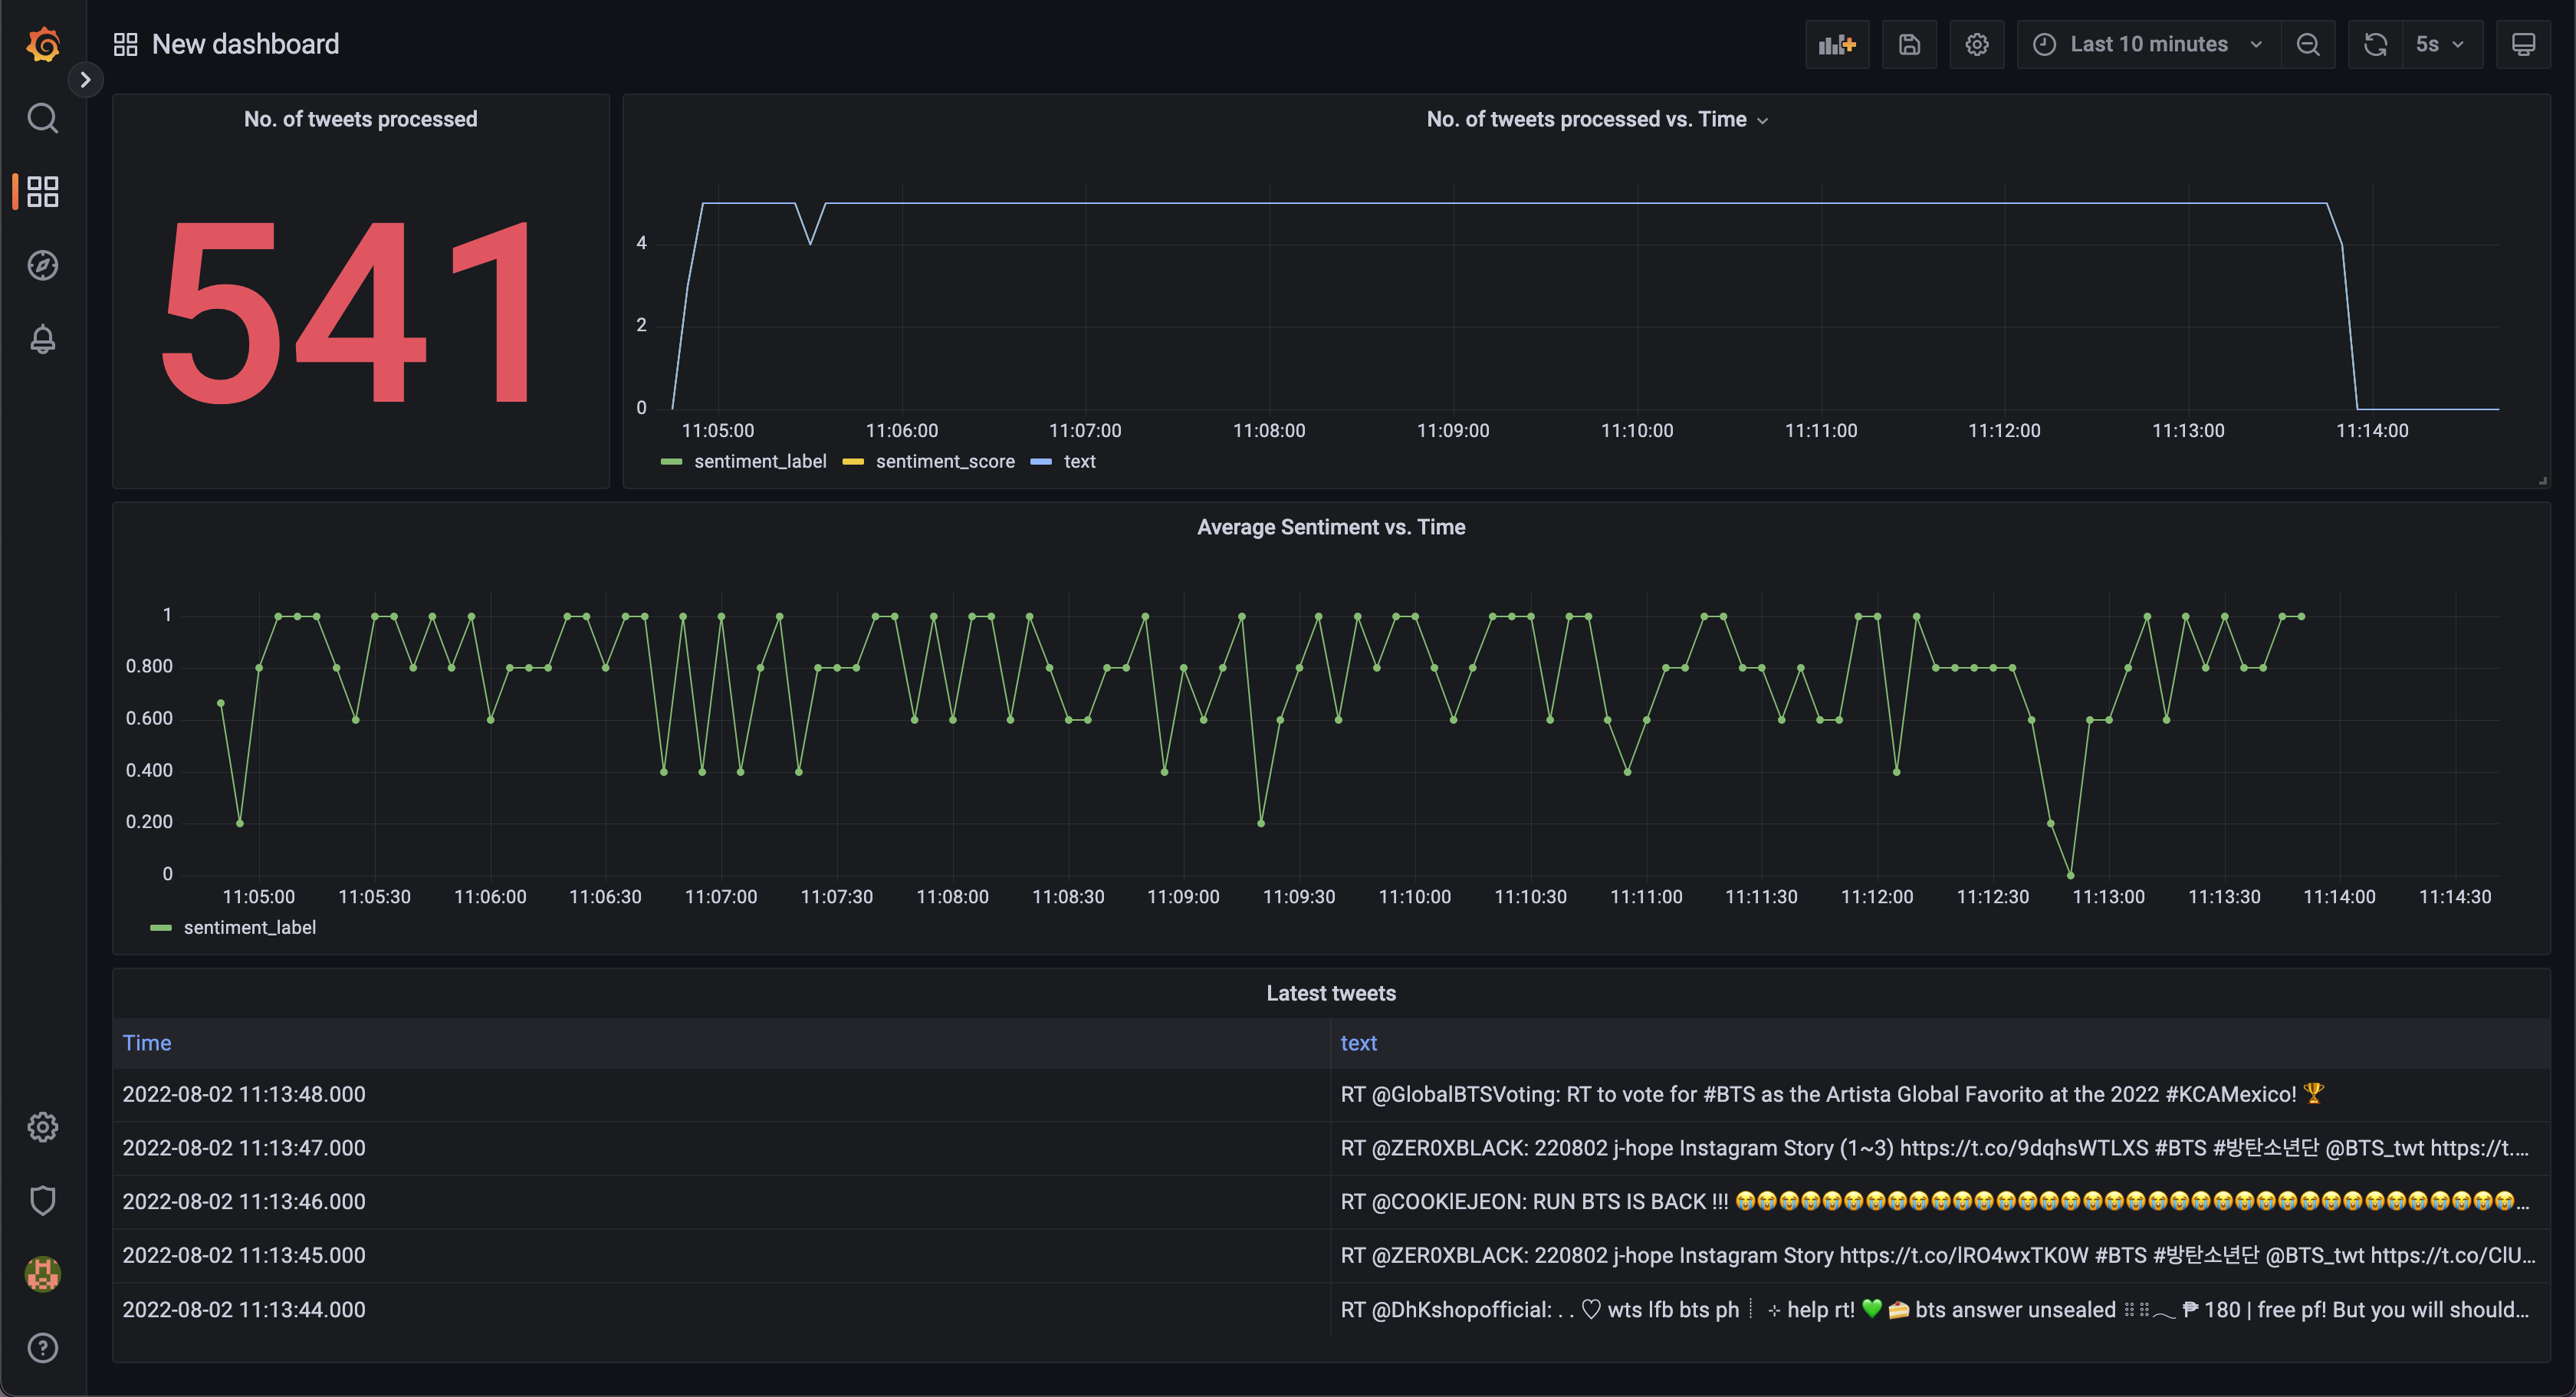 New dashboard
Last 10 minutes
5s
No. of tweets processed
541
No. of tweets processed vs. Time
4
2
0
11:05:00 11:06:00 11:07:00 11:08:00 11:09:00 11:10:00 11:11:00 11:12:00 11:13:00 11:14:00
sentiment_label sentiment_score text
Average Sentiment vs. Time
1
0.800
0.600
0.400
0.200
0
11:05:00 11:05:30 11:06:00 11:06:30 11:07:00 11:07:30 11:08:00 11:08:30 11:09:00 11:09:30 11:10:00 11:10:30 11:11:00 11:11:30 11:12:00 11:12:30 11:13:00 11:13:30 11:14:00 11:14:30
sentiment_label
Latest tweets
Time text
2022-08-02 11:13:48.000 RT @GlobalBTSVoting: RT to vote for #BTS as the Artista Global Favorito at the 2022 #KCAMexico! 🏆
2022-08-02 11:13:47.000 RT @ZER0XBLACK: 220802 j-hope Instagram Story (1~3) https://t.co/9dqhsWTLXS #BTS #방탄소년단 @BTS_twt https://t....
2022-08-02 11:13:46.000 RT @COOKlEJEON: RUN BTS IS BACK !!! 😭😭😭😭😭😭😭😭😭😭😭😭😭😭😭😭😭😭😭😭😭😭😭😭😭😭😭😭😭😭😭😭😭😭😭😭...
2022-08-02 11:13:45.000 RT @ZER0XBLACK: 220802 j-hope Instagram Story https://t.co/lRO4wxTK0W #BTS #방탄소년단 @BTS_twt https://t.co/ClU...
2022-08-02 11:13:44.000 RT @DhKshopofficial: . . ♡ wts lfb bts ph ┊ ⊹ help rt! 💚 🍰 bts answer unsealed ⠿⠿︵ ₱ 180 | free pf! But you will should...